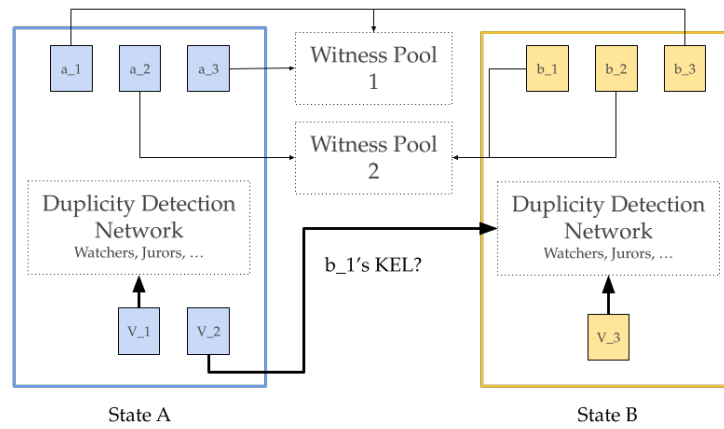 a_1
a_2
a_3
Witness Pool
1
b_1
b_2
b_3
Witness Pool
2
Duplicity Detection
Network
Watchers, Jurors, …
Duplicity Detection
Network
Watchers, Jurors, …
b_1’s KEL?
V_1
V_2
V_3
State A
State B